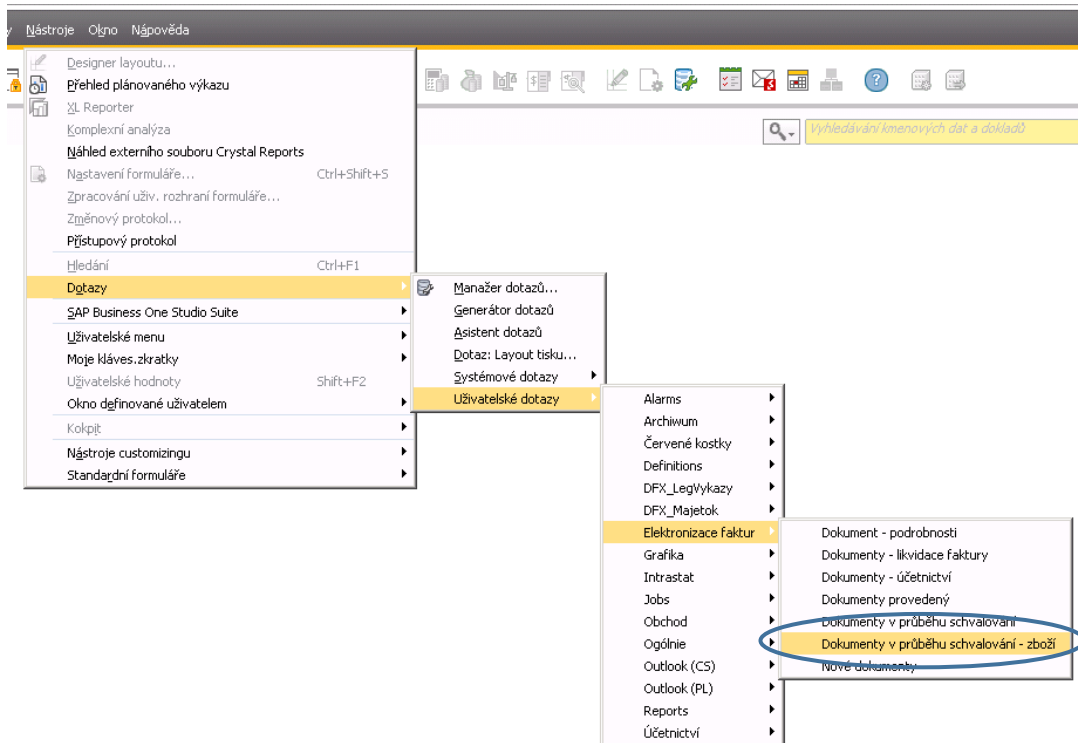 y Nástroje Okno Nápověda
Designer layoutu...
Přehled plánovaného výkazu
XL Reporter
Komplexní analýza
Náhled externího souboru Crystal Reports
Nastavení formuláře... Ctrl+Shift+S
Zpracování uživ. rozhraní formuláře...
Změnový protokol...
Přístupový protokol
Hledání Ctrl+F1
Dotazy
SAP Business One Studio Suite
Uživatelské menu
Moje kláves.zkratky
Uživatelské hodnoty Shift+F2
Okno definované uživatelem
Kokpit
Nástroje customizingu
Standardní formuláře
Vyhledávání kmenových dat a dokladů
Manažer dotazů...
Generátor dotazů
Asistent dotazů
Dotaz: Layout tisku...
Systémové dotazy
Uživatelské dotazy
Alarms
Archiwum
Červené kostky
Definitions
DFX_LegVykazy
DFX_Majetok
Elektronizace faktur
Grafika
Intrastat
Jobs
Obchod
Ogólnie
Outlook (CS)
Outlook (PL)
Reports
Účetnictví
Dokument - podrobnosti
Dokumenty - likvidace faktury
Dokumenty - účetnictví
Dokumenty provedený
Dokumenty v průběhu schvalování
Dokumenty v průběhu schvalování - zboží
Nové dokumenty